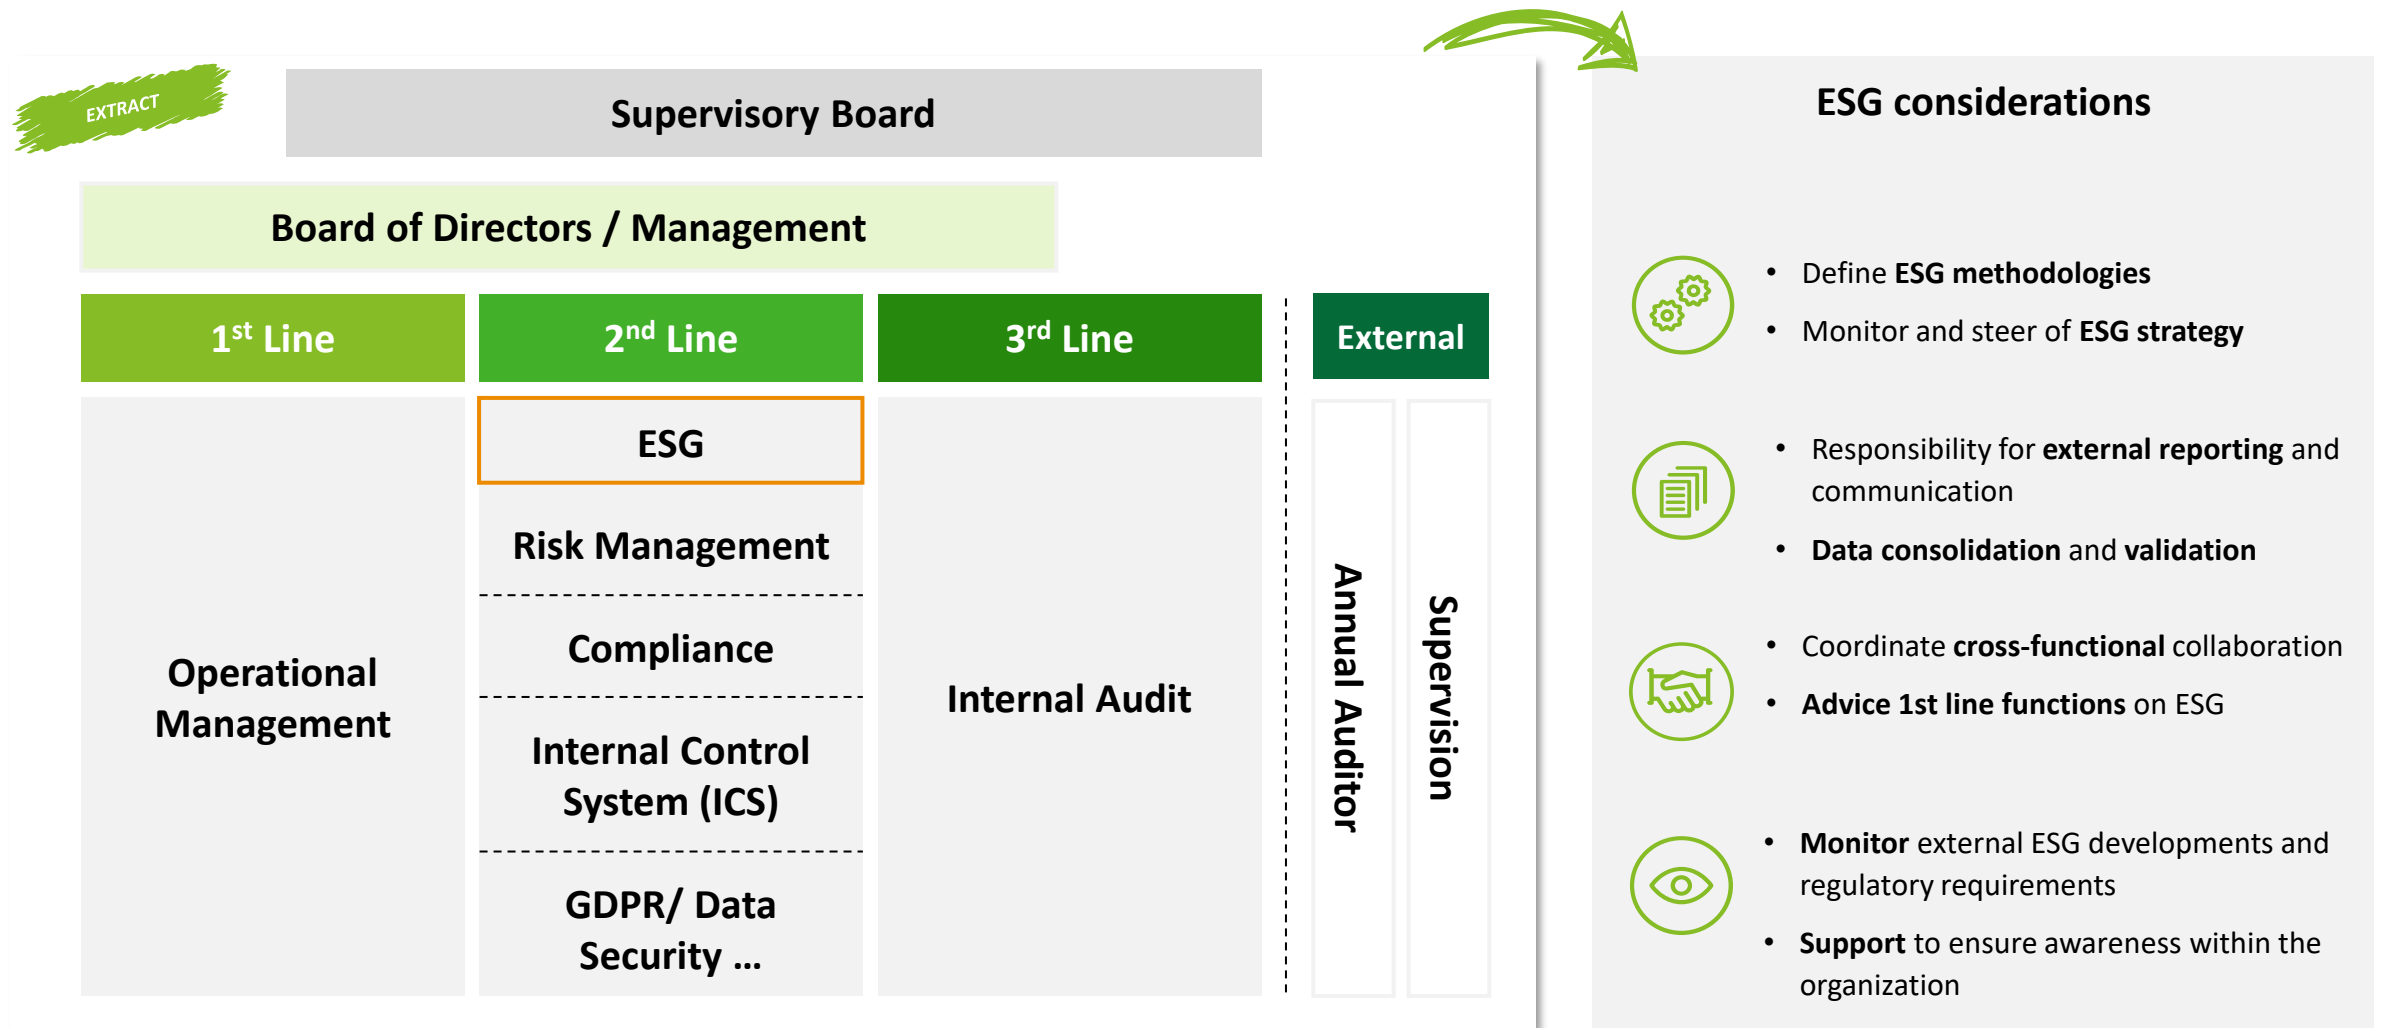 EXTRACT
Supervisory Board
Board of Directors / Management
1st Line
2nd Line
3rd Line
External
Operational
Management
ESG
Risk Management
Compliance
Internal Control
System (ICS)
GDPR/ Data
Security ...
Internal Audit
Annual Auditor
Supervision
ESG considerations
• Define ESG methodologies
• Monitor and steer of ESG strategy
• Responsibility for external reporting and
communication
• Data consolidation and validation
• Coordinate cross-functional collaboration
• Advice 1st line functions on ESG
• Monitor external ESG developments and
regulatory requirements
• Support to ensure awareness within the
organization